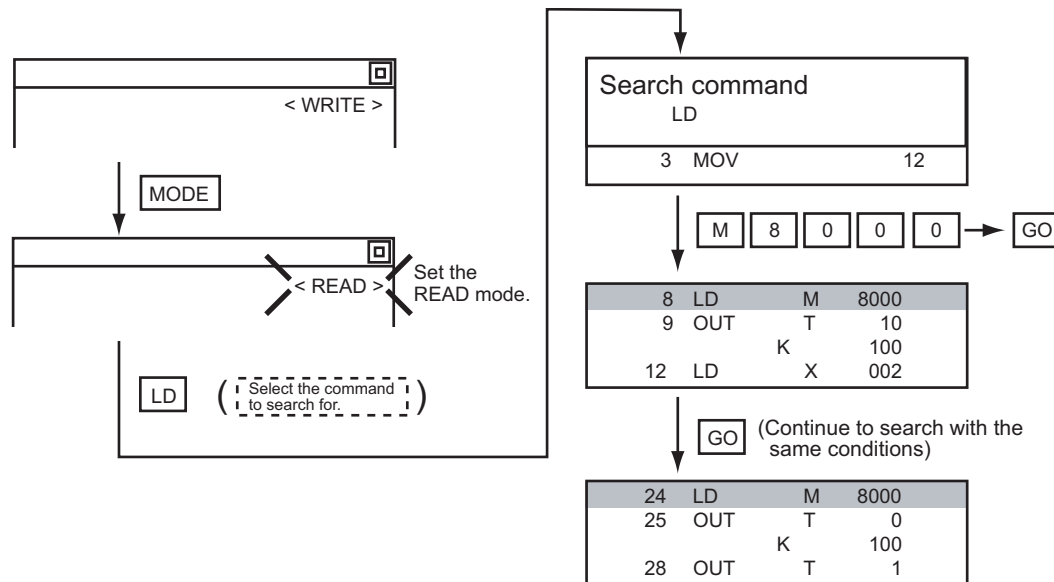 < WRITE >
MODE
< READ >
Set the
READ mode.
LD
( Select the command
to search for. )
Search command
LD
3 MOV 12
M 8 0 0 0 GO
8 LD M 8000
9 OUT T 10
K 100
12 LD X 002
GO (Continue to search with the
same conditions)
24 LD M 8000
25 OUT T 0
K 100
28 OUT T 1